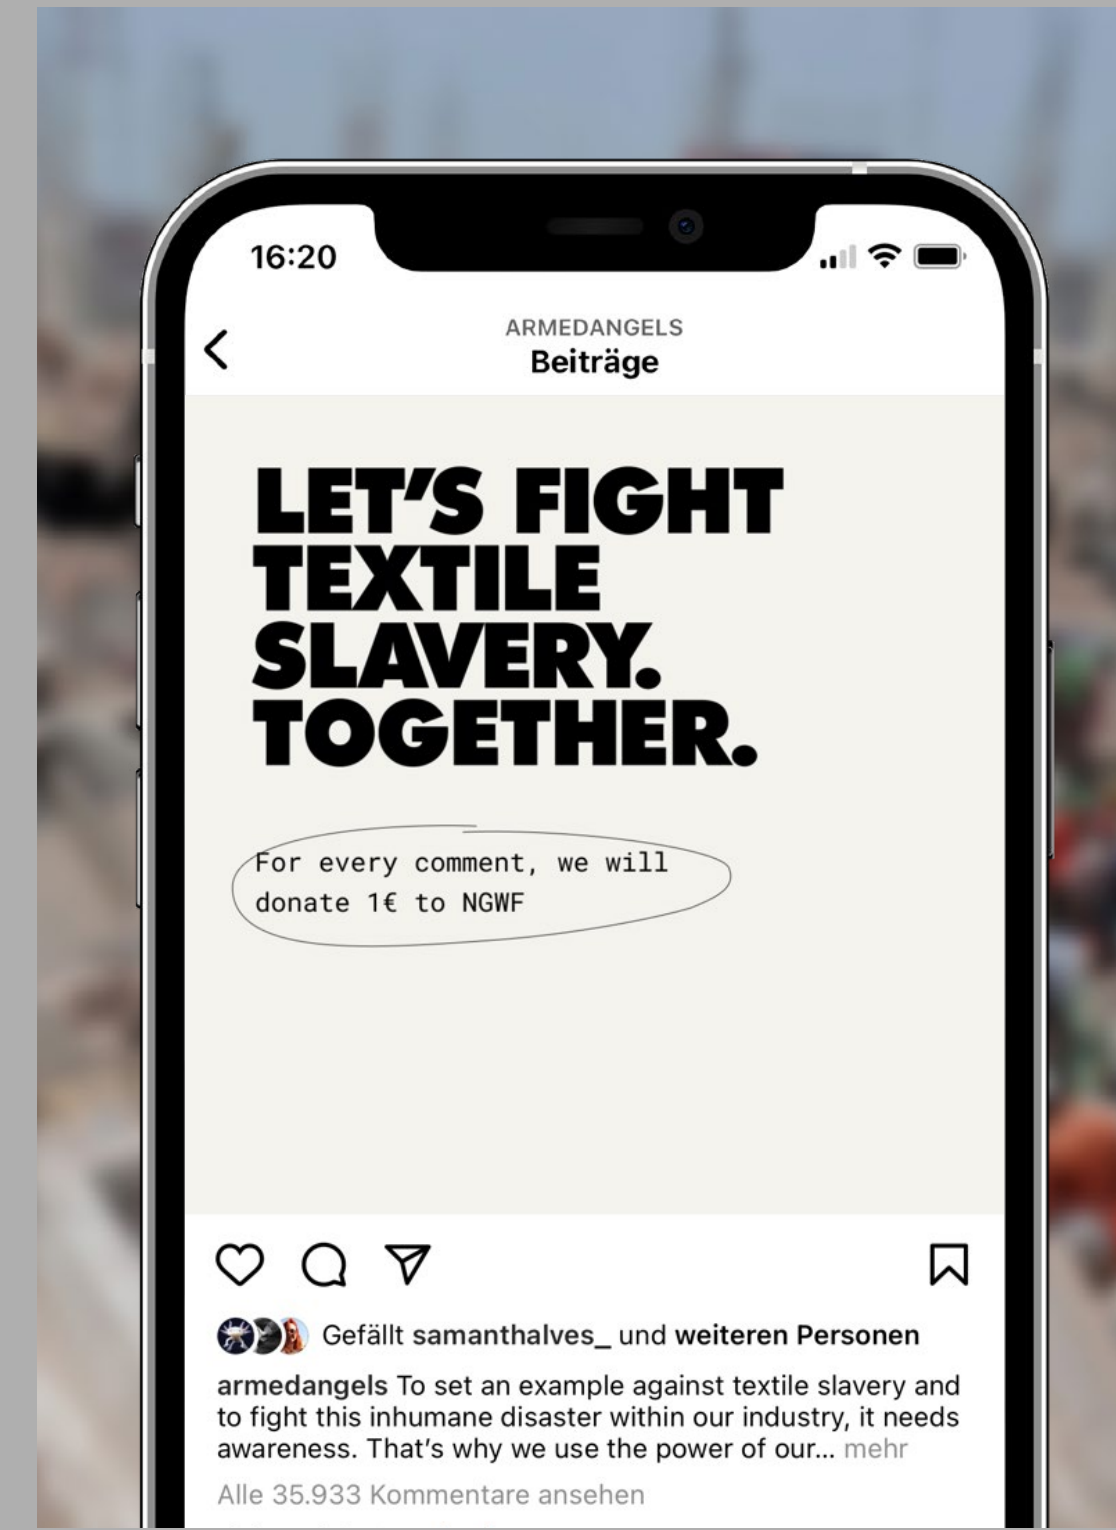 16:20
ARMEDANGELS
Beiträge
LET'S FIGHT
TEXTILE
SLAVERY.
TOGETHER.
For every comment, we will
donate 1€ to NGWF
Gefällt samanthalves_ und weiteren Personen
armedangels To set an example against textile slavery and
to fight this inhumane disaster within our industry, it needs
awareness. That's why we use the power of our... mehr
Alle 35.933 Kommentare ansehen